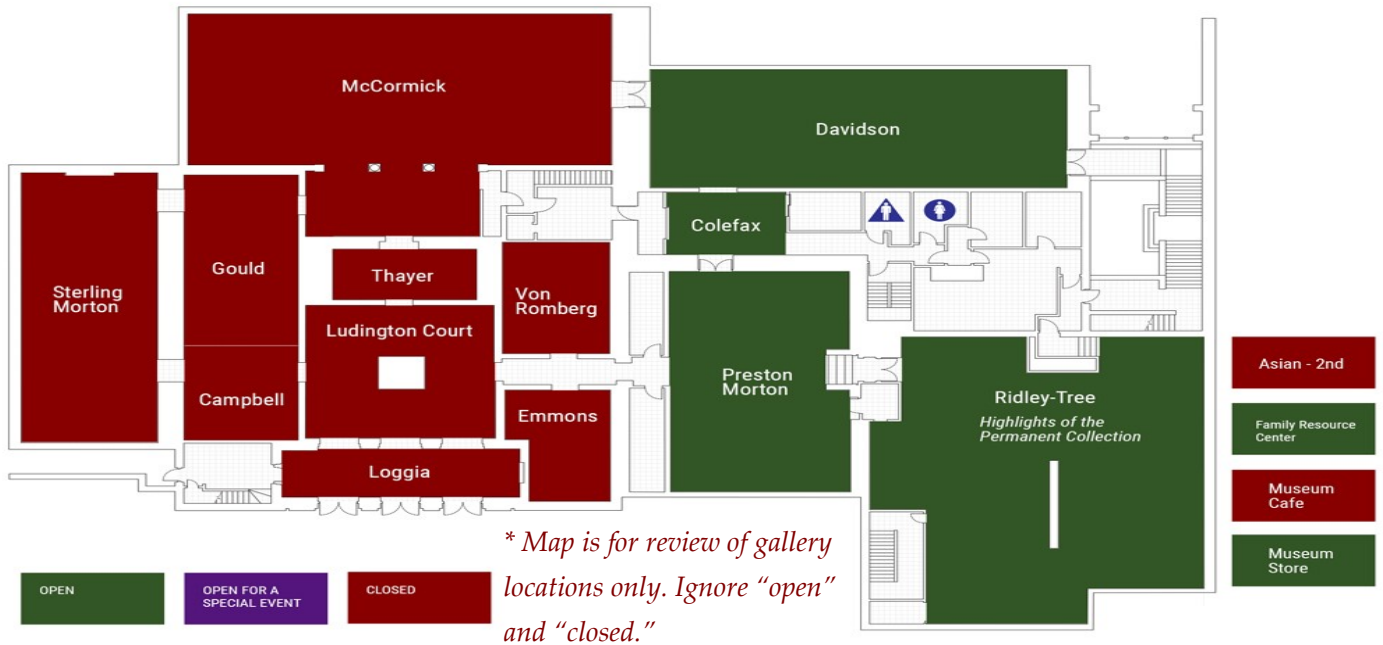 McCormick
Davidson
Colefax
Gould
Thayer
Sterling
Morton
Von
Romberg
Ludington Court
Campbell
Emmons
Preston
Morton
Ridley-Tree
Highlights of the
Permanent Collection
Loggia
Asian - 2nd
Family Resource
Center
Museum
Cafe
Museum
Store
* Map is for review of gallery
locations only. Ignore “open”
and “closed.”
OPEN
OPEN FOR A
SPECIAL EVENT
CLOSED